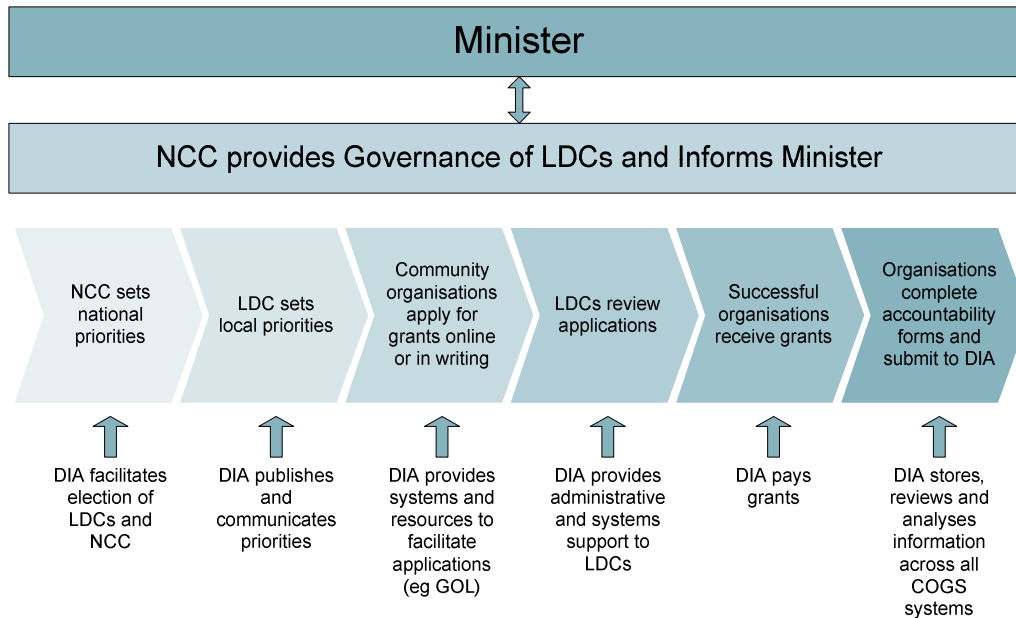 Minister
NCC provides Governance of LDCs and Informs Minister
NCC sets
national
priorities
LDC sets
local priorities
Community
organisations
apply for
grants online
or in writing
LDCs review
applications
Successful
organisations
receive grants
Organisations
complete
accountability
forms and
submit to DIA
DIA facilitates
election of
LDCs and
NCC
DIA publishes
and
communicates
priorities
DIA provides
systems and
resources to
facilitate
applications
(eg GOL)
DIA provides
administrative
and systems
support to
LDCs
DIA pays
grants
DIA stores,
reviews and
analyses
information
across all
COGS
systems